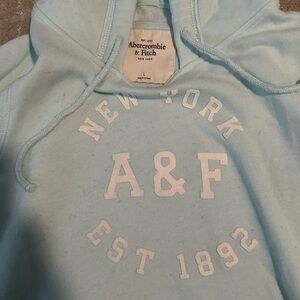 Abercrombie
& Fitch
NEW YORK
L
NEW YORK
A & F
EST 1892